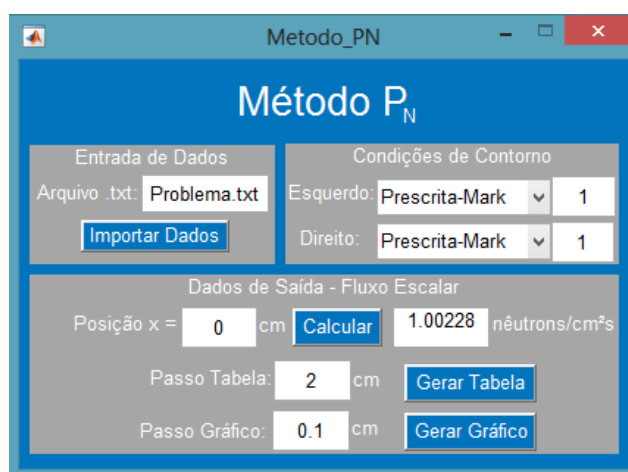 Metodo_PN
Método PN
Entrada de Dados
Arquivo .txt: Problema.txt
Importar Dados
Condições de Contorno
Esquerdo: Prescrita-Mark 1
Direito: Prescrita-Mark 1
Dados de Saída - Fluxo Escalar
Posição x = 0 cm Calcular 1.00228 nêutrons/cm²s
Passo Tabela: 2 cm Gerar Tabela
Passo Gráfico: 0.1 cm Gerar Gráfico